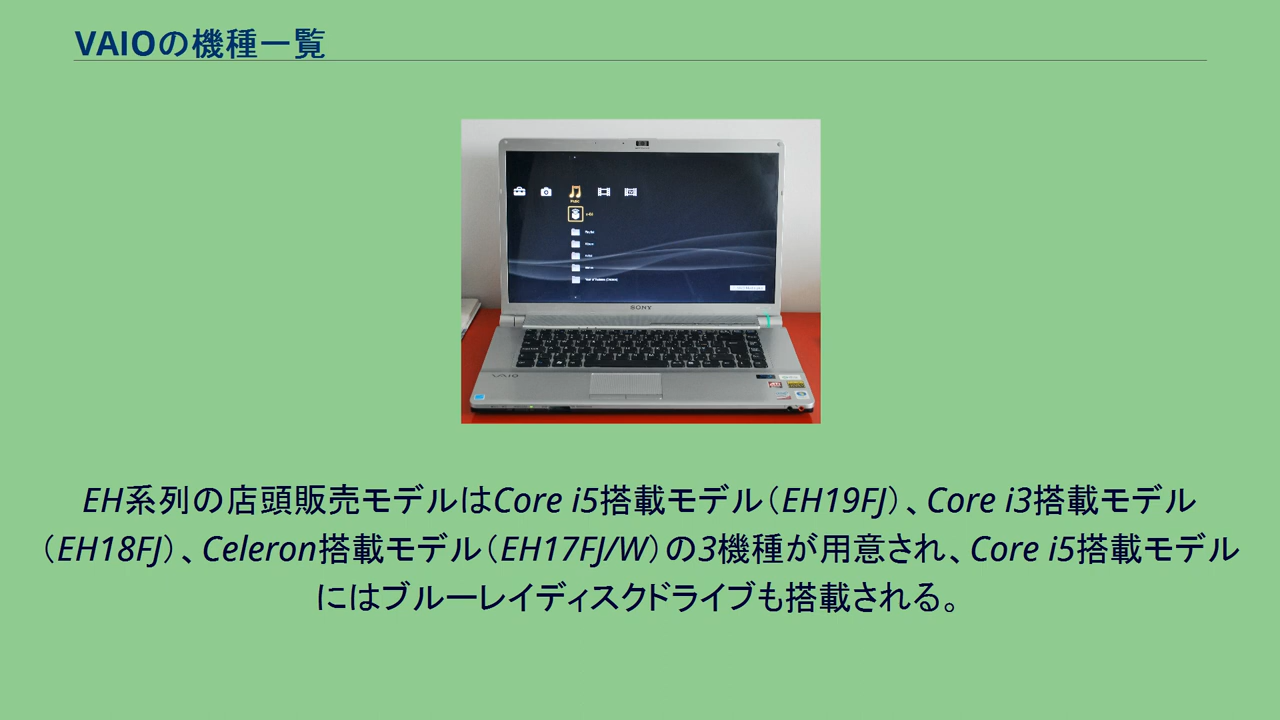 VAIOの機種一覧
Music
SONY
VAIO
EH系列の店頭販売モデルはCore i5搭載モデル（EH19FJ）、Core i3搭載モデル
（EH18FJ）、Celeron搭載モデル（EH17FJ/W）の3機種が用意され、Core i5搭載モデル
にはブルーレイディスクドライブも搭載される。